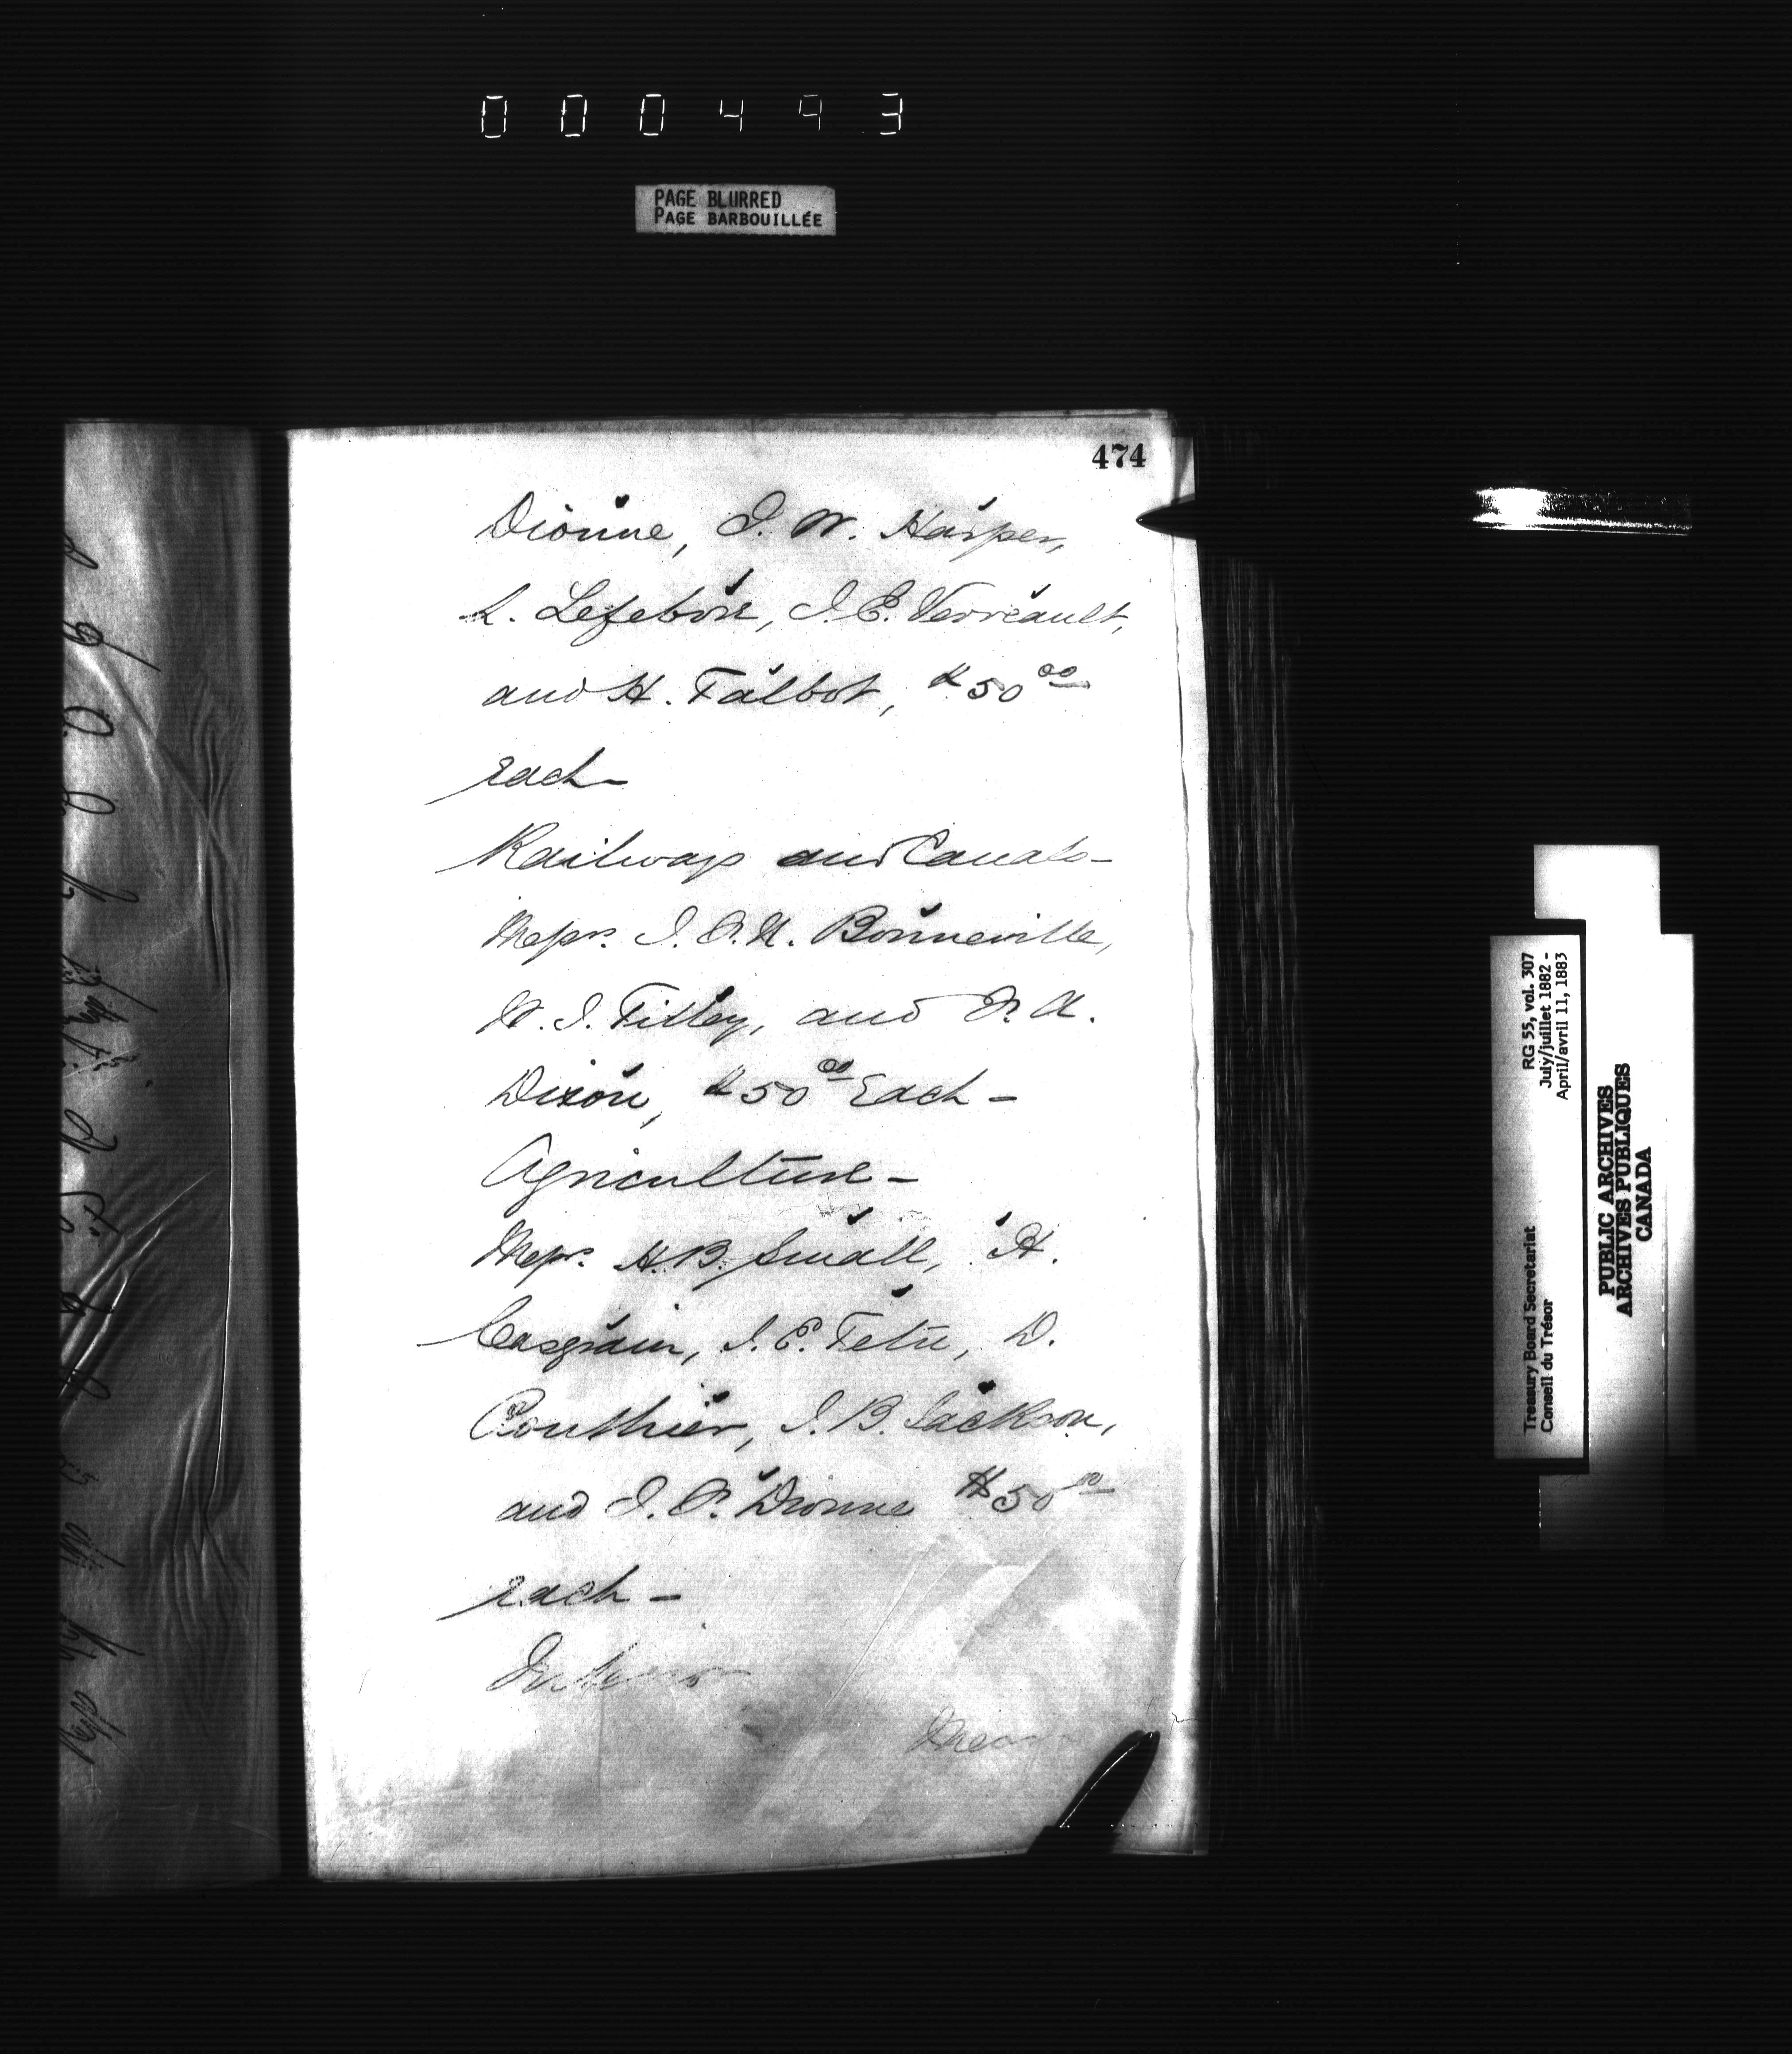 000493
PAGE BLURRED
PAGE BARBOUILLÉE
474
Dionne, J. W. Harper,
L. Lefebvre, J. E. Verreault,
and H. Talbot, $50 00
each
Railways and Canals -
Messrs. J. A. N. Bonneville,
W. J. Tilley, and F. A.
Dixon, $50 00 Each -
Agriculture -
Messrs. H. B. Small, H.
Casgrain, J. E. Tetu, D.
Couthier, J. B. Jackson,
and J. C. Dionne $50 00
each -
Interior
RG 55, vol. 307
July/juillet 1882 -
April/avril 11, 1883
Treasury Board Secretariat
Conseil du Trésor
PUBLIC ARCHIVES
ARCHIVES PUBLIQUES
CANADA